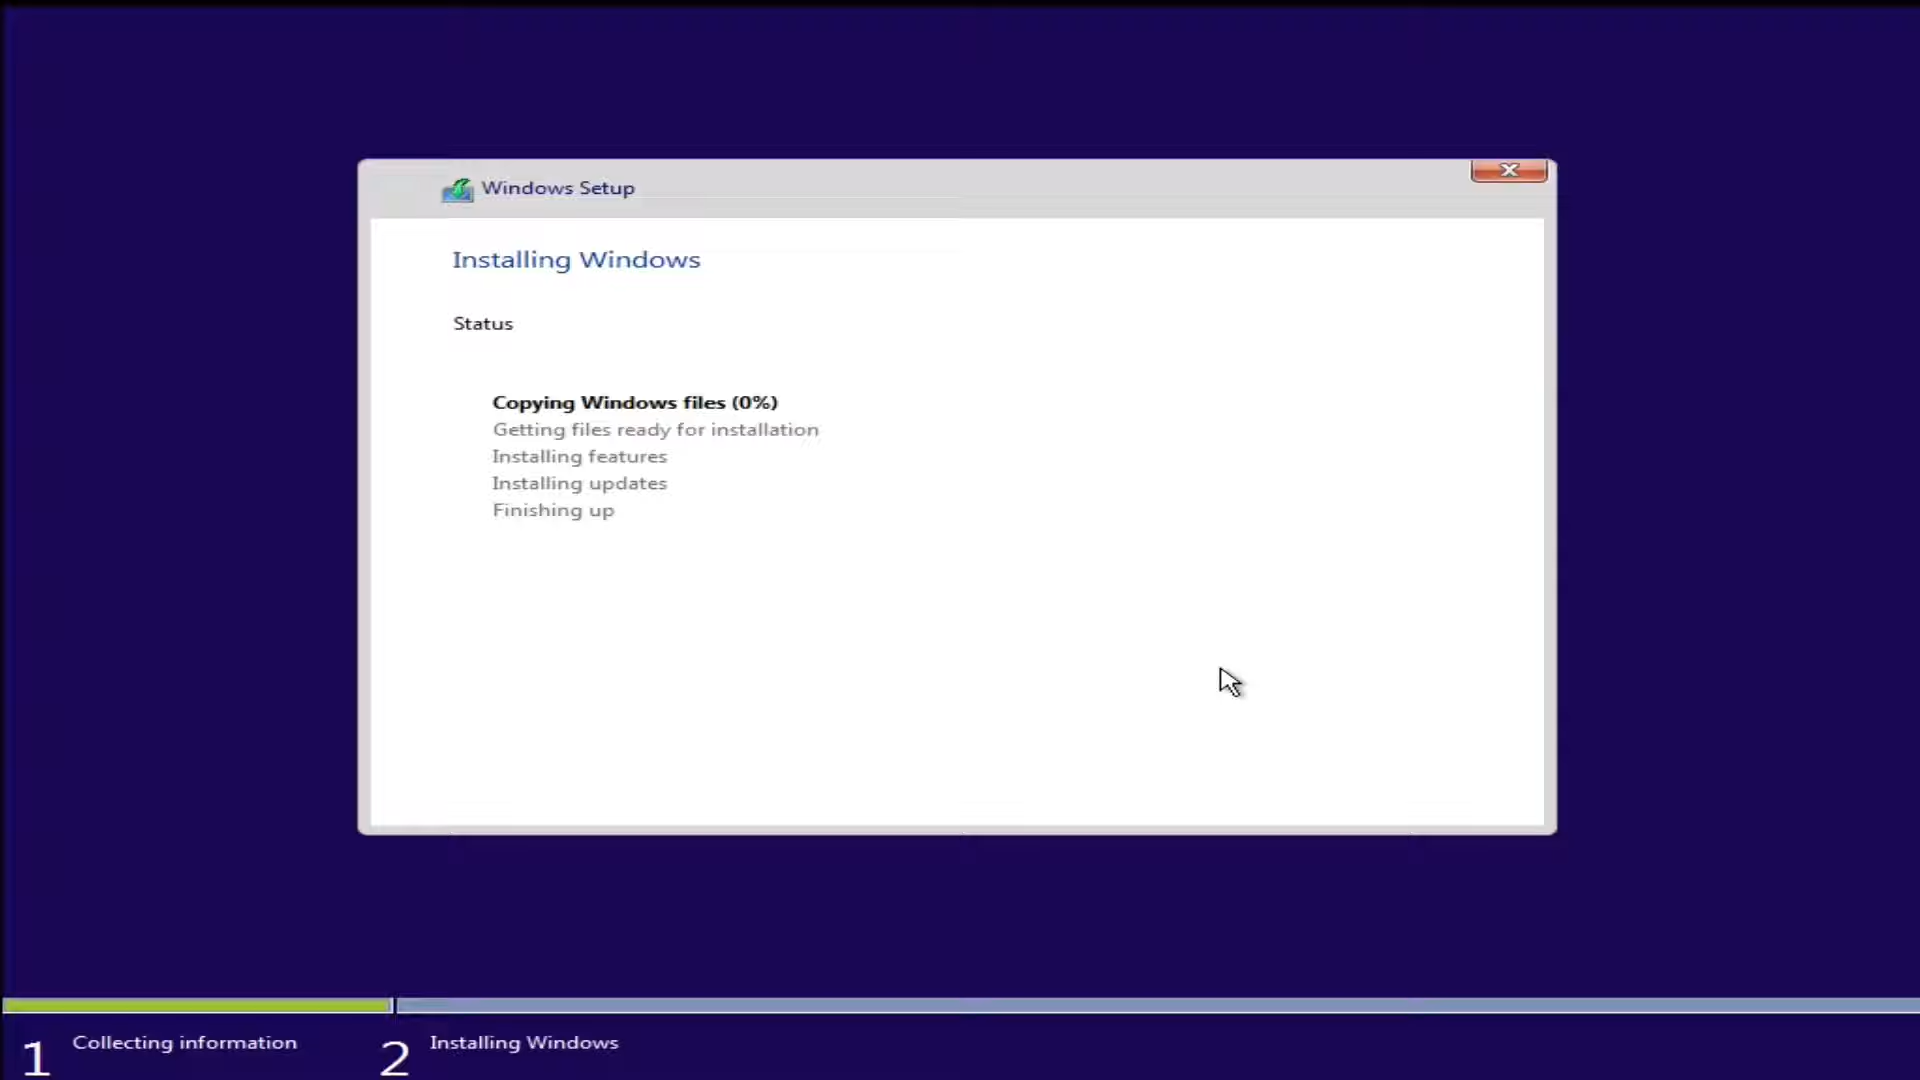 Windows Setup
Installing Windows
Status
Copying Windows files (0%)
Getting files ready for installation
Installing features
Installing updates
Finishing up
1 Collecting information 2 Installing Windows